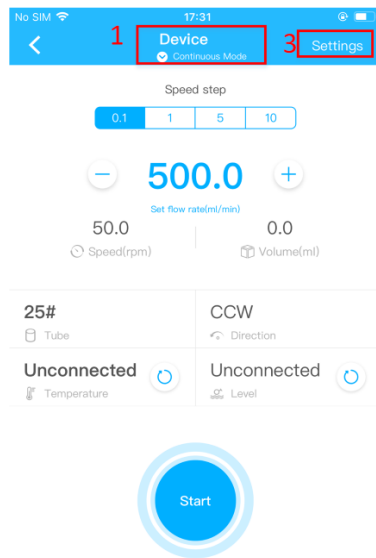 No SIM 17:31
1 Device 3 Settings
Continuous Mode
Speed step
0.1 1 5 10
500.0
Set flow rate(ml/min)
50.0 0.0
Speed(rpm) Volume(ml)
25# CCW
Tube Direction
Unconnected Unconnected
Temperature Level
Start